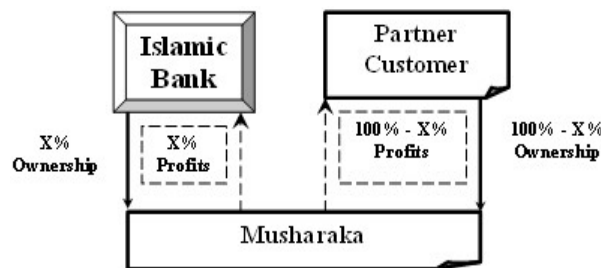 Islamic
Bank
Partner
Customer
X%
Ownership
X%
Profits
100% - X%
Profits
100% - X%
Ownership
Musharaka